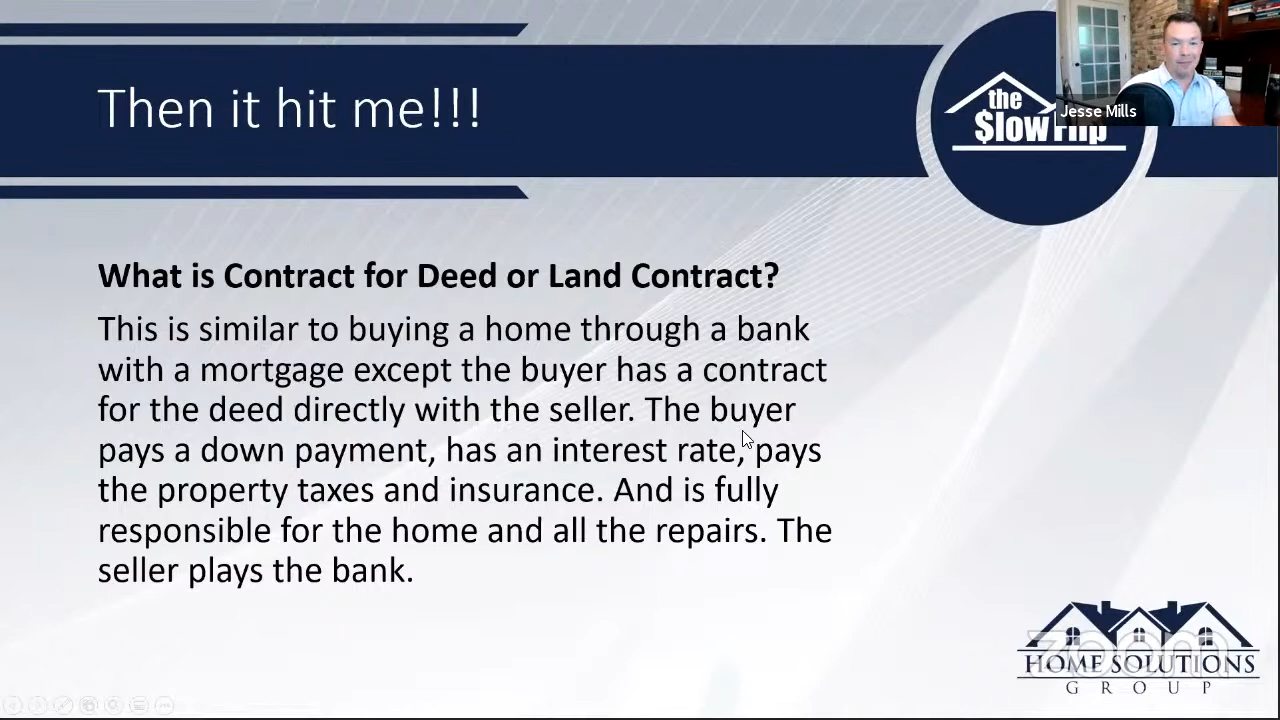 Then it hit me!!!
the
$low Flip
Jesse Mills
What is Contract for Deed or Land Contract?
This is similar to buying a home through a bank
with a mortgage except the buyer has a contract
for the deed directly with the seller. The buyer
pays a down payment, has an interest rate, pays
the property taxes and insurance. And is fully
responsible for the home and all the repairs. The
seller plays the bank.
zoom
HOME SOLUTIONS
GROUP